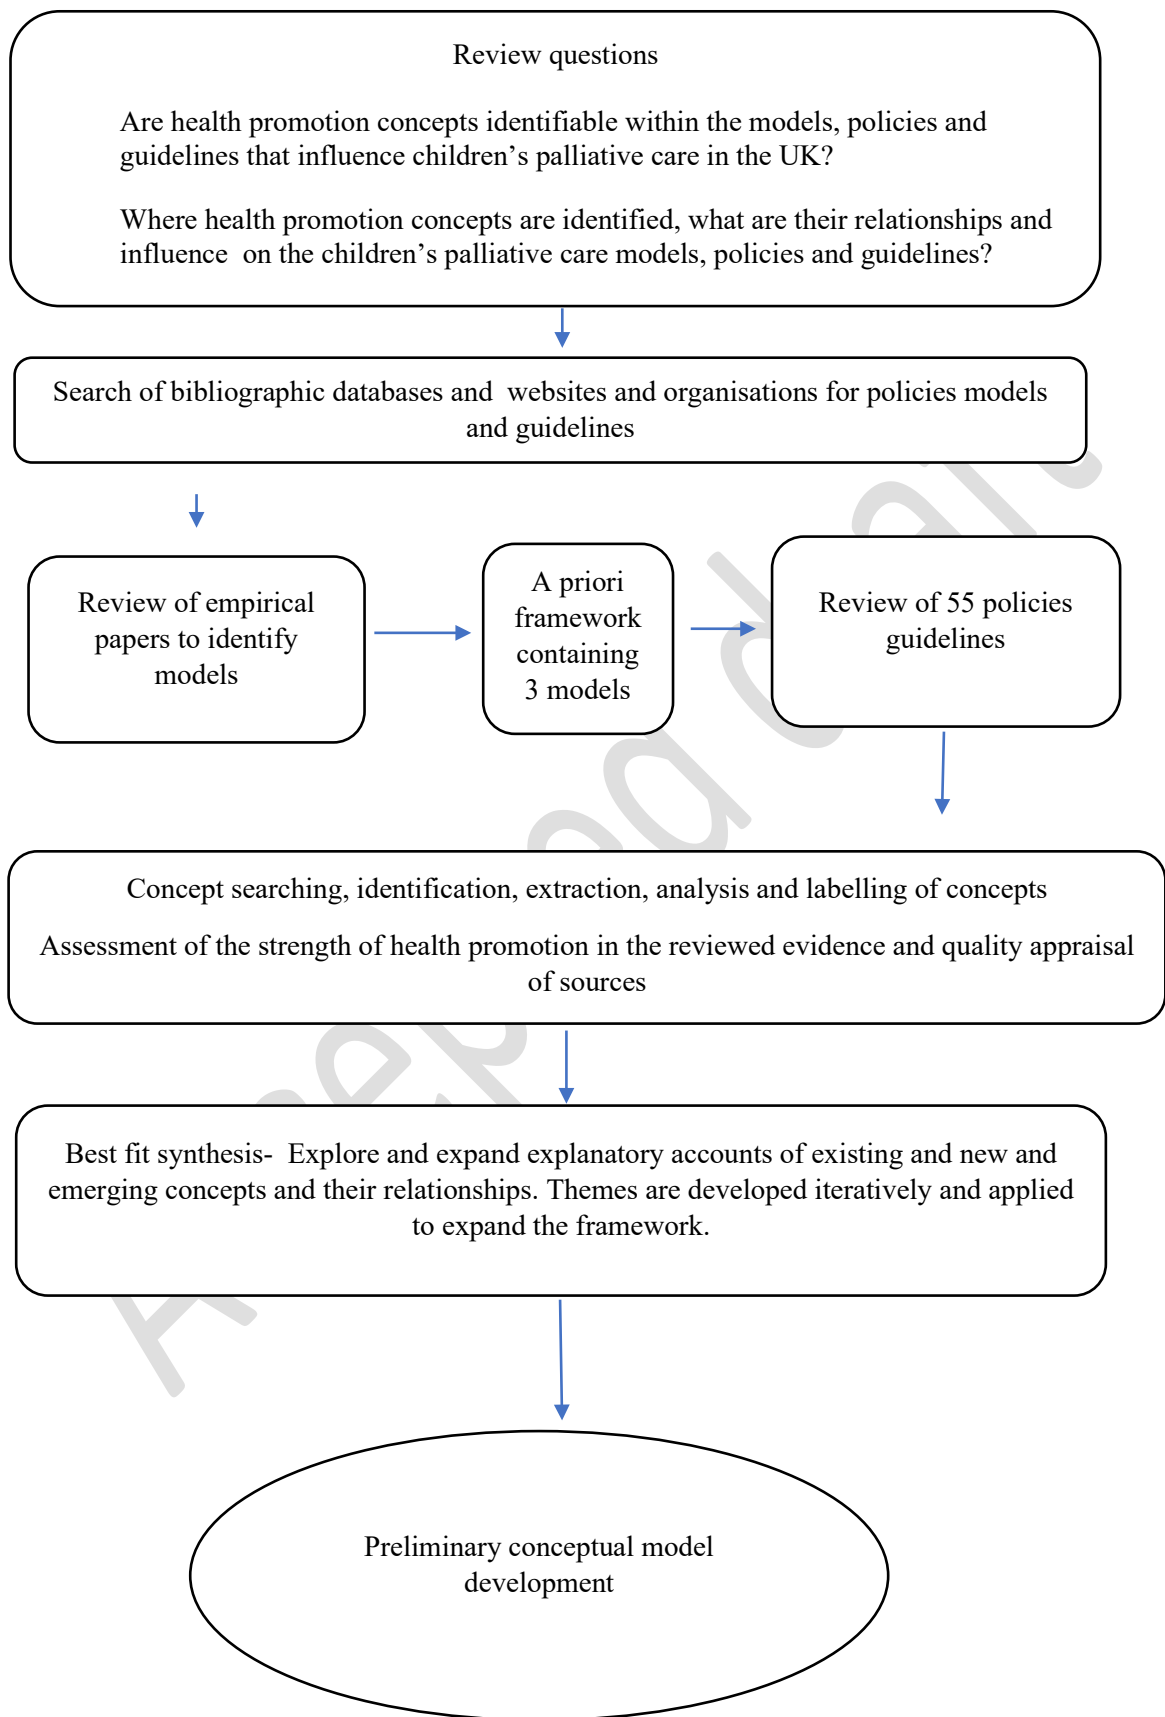 Review questions
Are health promotion concepts identifiable within the models, policies and
guidelines that influence children’s palliative care in the UK?
Where health promotion concepts are identified, what are their relationships and
influence  on the children’s palliative care models, policies and guidelines?
Search of bibliographic databases and  websites and organisations for policies models
and guidelines
Review of empirical
papers to identify
models
A priori
framework
containing
3 models
Review of 55 policies
guidelines
Concept searching, identification, extraction, analysis and labelling of concepts
Assessment of the strength of health promotion in the reviewed evidence and quality appraisal
of sources
Best fit synthesis-  Explore and expand explanatory accounts of existing and new and
emerging concepts and their relationships. Themes are developed iteratively and applied
to expand the framework.
Preliminary conceptual model
development